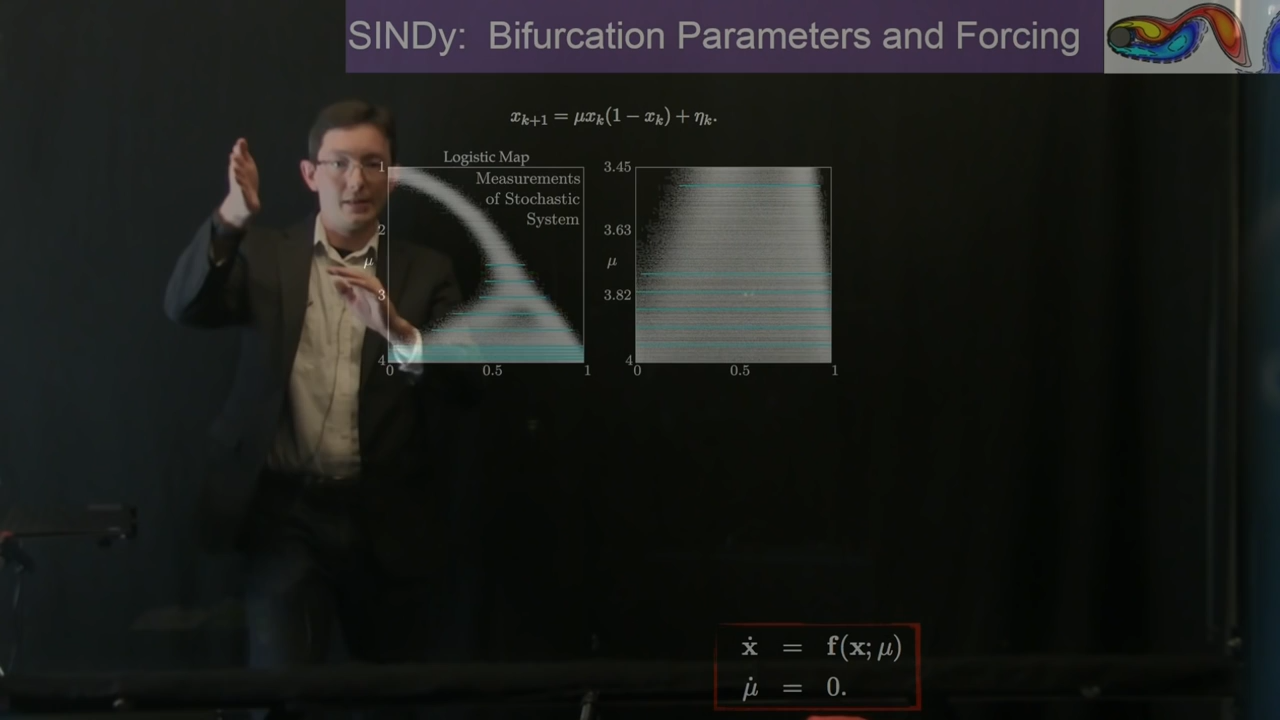 SINDy: Bifurcation Parameters and Forcing
x_{k+1} = μx_k(1 − x_k) + η_k.
Logistic Map
Measurements
of Stochastic
System
1
2
μ
3
4
0 0.5 1
3.45
3.63
μ
3.82
4
0 0.5 1
ẋ = f(x; μ)
μ̇ = 0.